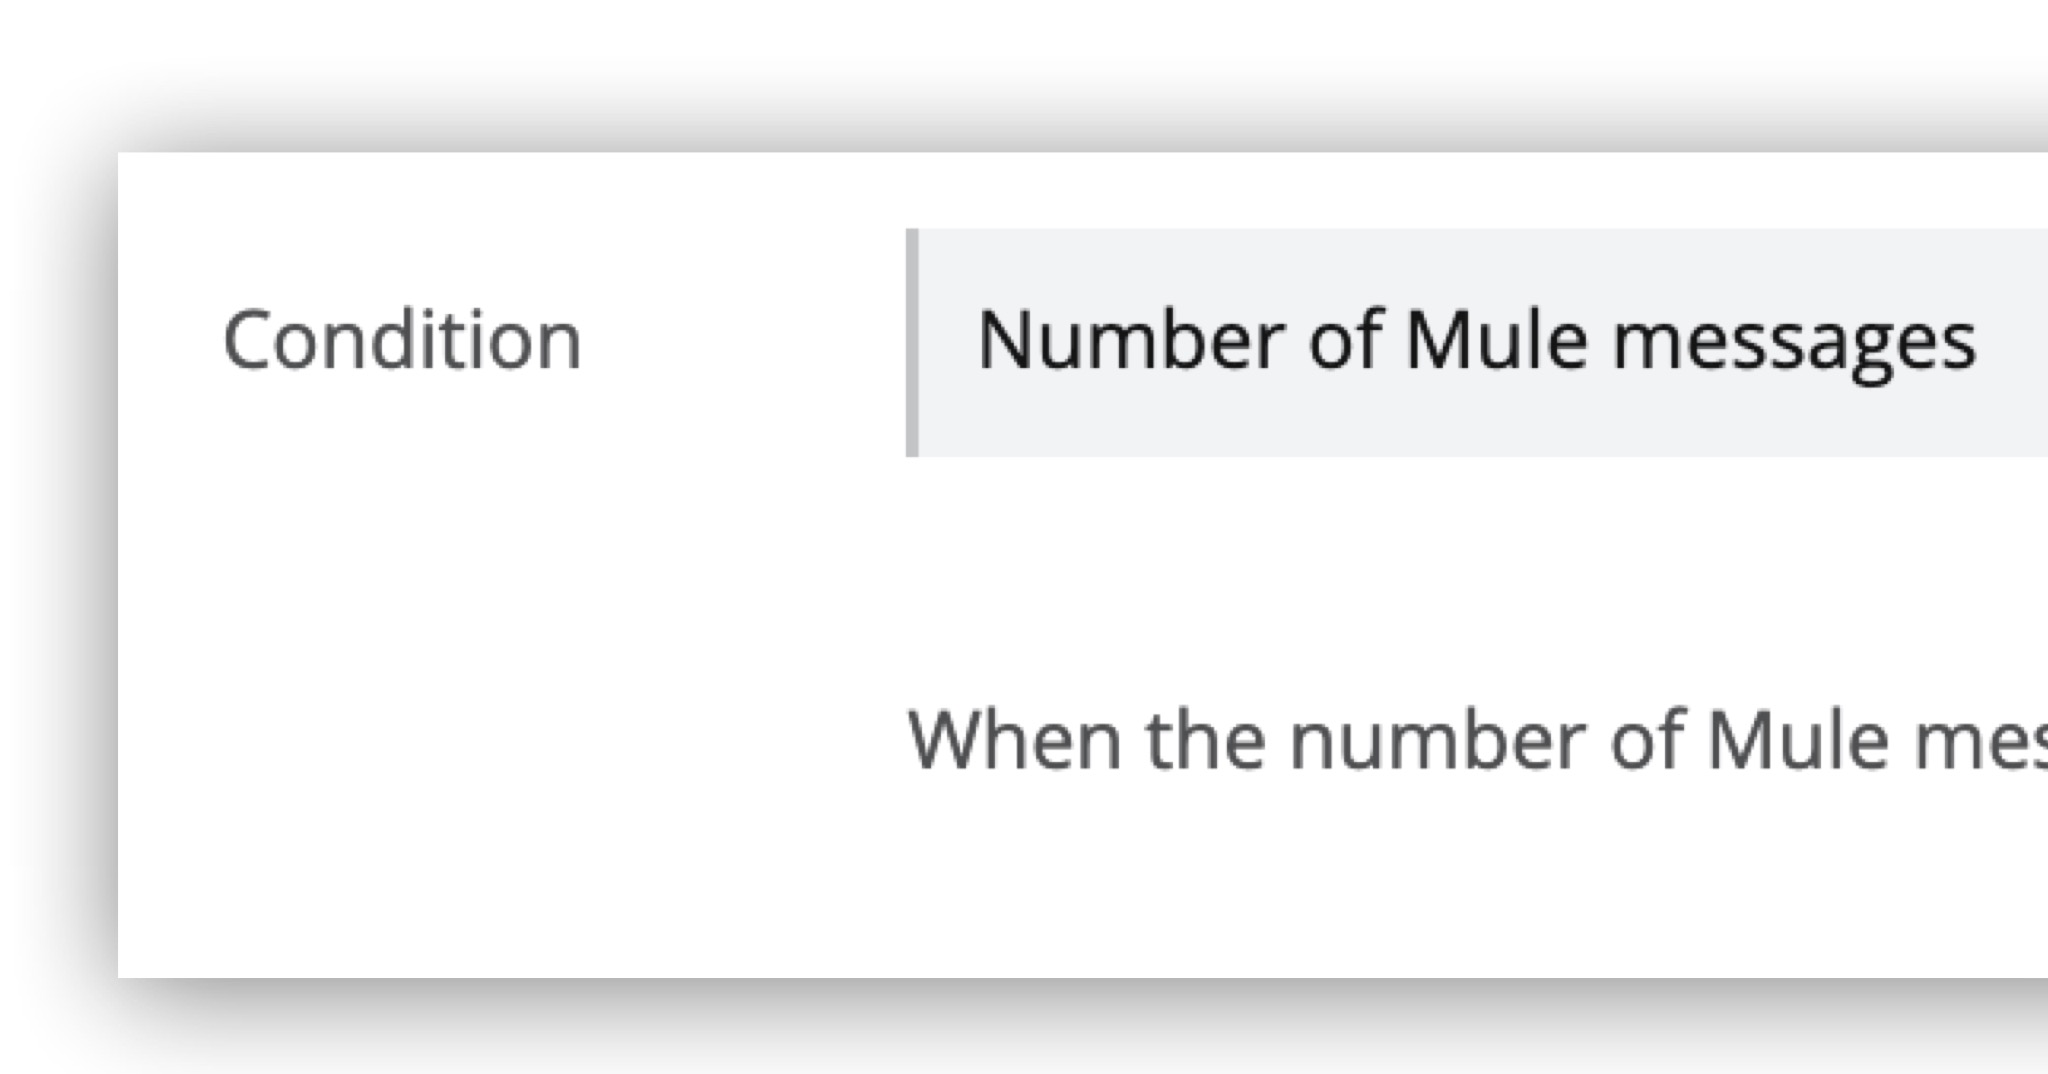 Condition
Number of Mule messages
When the number of Mule